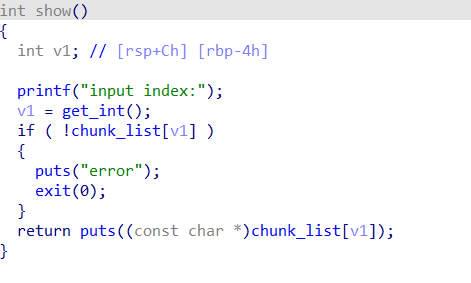 int show()
{
  int v1; // [rsp+Ch] [rbp-4h]
  printf("input index:");
  v1 = get_int();
  if ( !chunk_list[v1] )
  {
    puts("error");
    exit(0);
  }
  return puts((const char *)chunk_list[v1]);
}